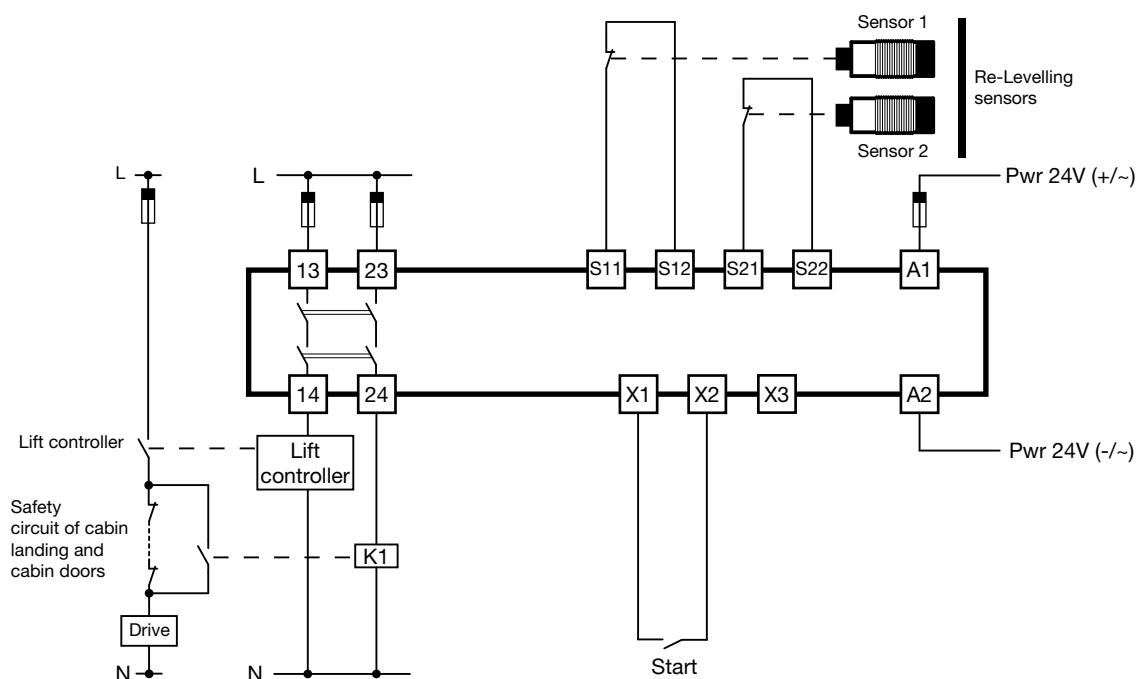 Sensor 1
Re-Levelling
sensors
Sensor 2
L
L
Pwr 24V (+/~)
13
23
S11
S12
S21
S22
A1
14
24
X1
X2
X3
A2
Lift controller
Lift
controller
Pwr 24V (-/~)
Safety
circuit of cabin
landing and
cabin doors
K1
Drive
Start
N
N